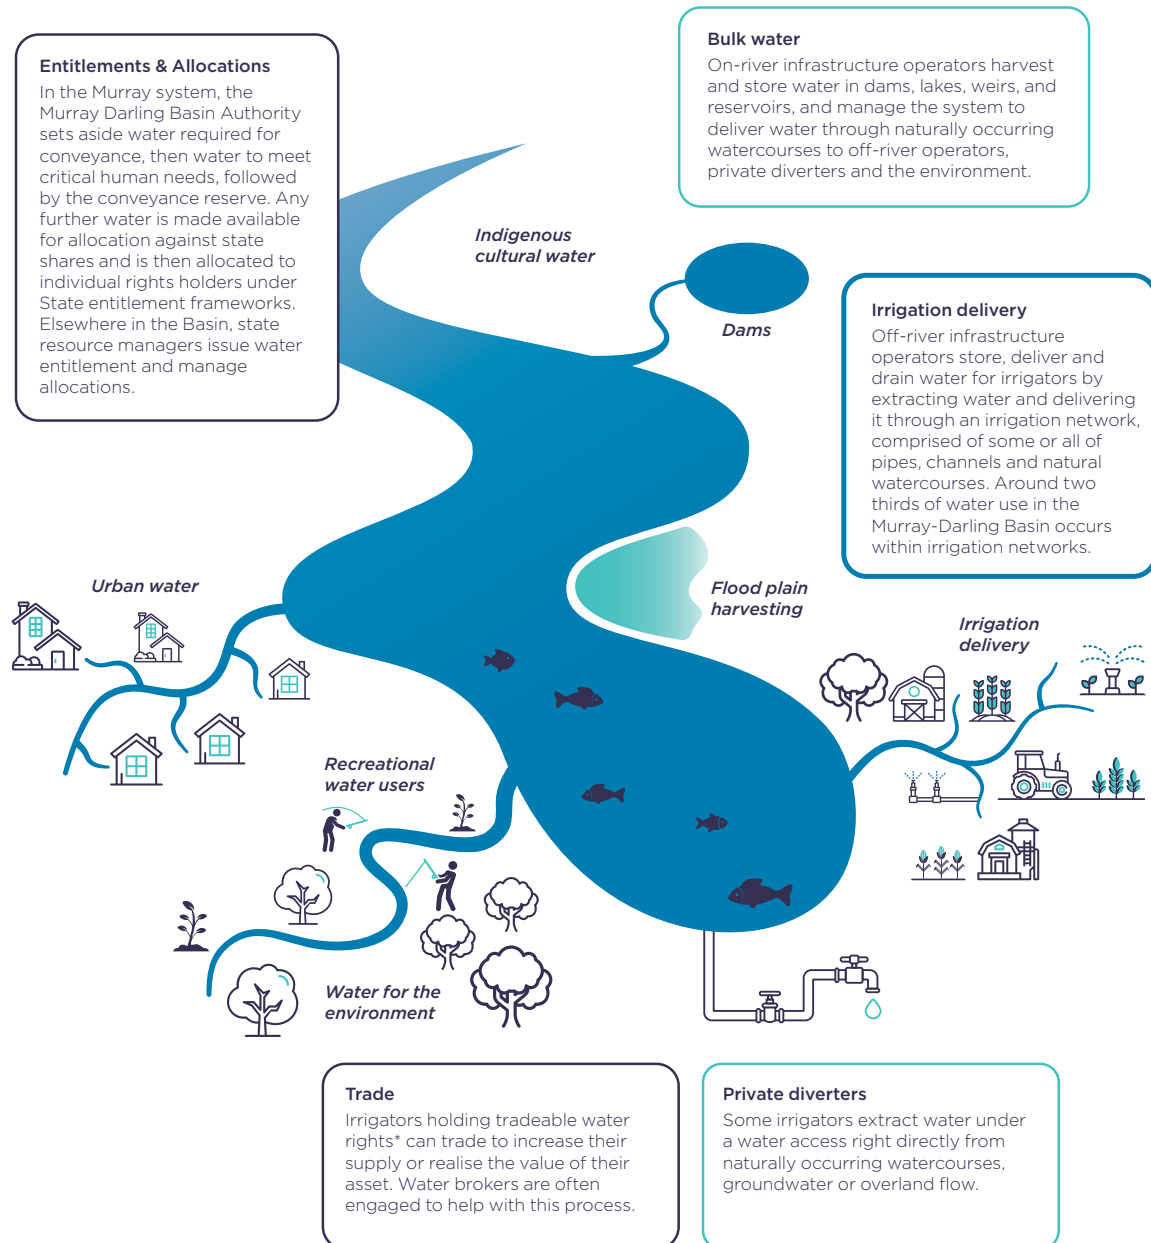 Entitlements & Allocations
In the Murray system, the
Murray Darling Basin Authority
sets aside water required for
conveyance, then water to meet
critical human needs, followed
by the conveyance reserve. Any
further water is made available
for allocation against state
shares and is then allocated to
individual rights holders under
State entitlement frameworks.
Elsewhere in the Basin, state
resource managers issue water
entitlement and manage
allocations.
Bulk water
On-river infrastructure operators harvest
and store water in dams, lakes, weirs, and
reservoirs, and manage the system to
deliver water through naturally occurring
watercourses to off-river operators,
private diverters and the environment.
Indigenous
cultural water
Dams
Irrigation delivery
Off-river infrastructure
operators store, deliver and
drain water for irrigators by
extracting water and delivering
it through an irrigation network,
comprised of some or all of
pipes, channels and natural
watercourses. Around two
thirds of water use in the
Murray-Darling Basin occurs
within irrigation networks.
Urban water
Flood plain
harvesting
Irrigation
delivery
Recreational
water users
Water for the
environment
Trade
Irrigators holding tradeable water
rights* can trade to increase their
supply or realise the value of their
asset. Water brokers are often
engaged to help with this process.
Private diverters
Some irrigators extract water under
a water access right directly from
naturally occurring watercourses,
groundwater or overland flow.